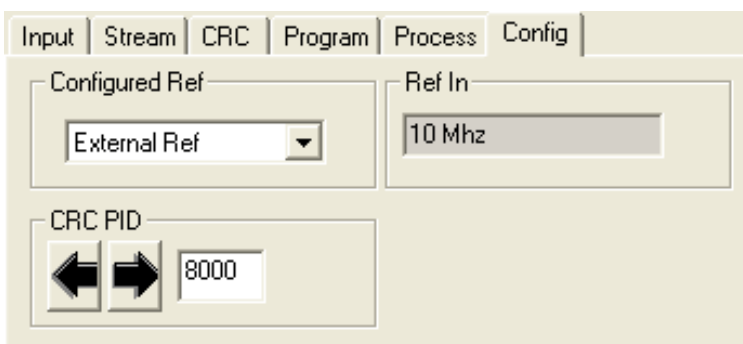 Input Stream CRC Program Process Config
Configured Ref Ref In
External Ref 10 Mhz
CRC PID
8000